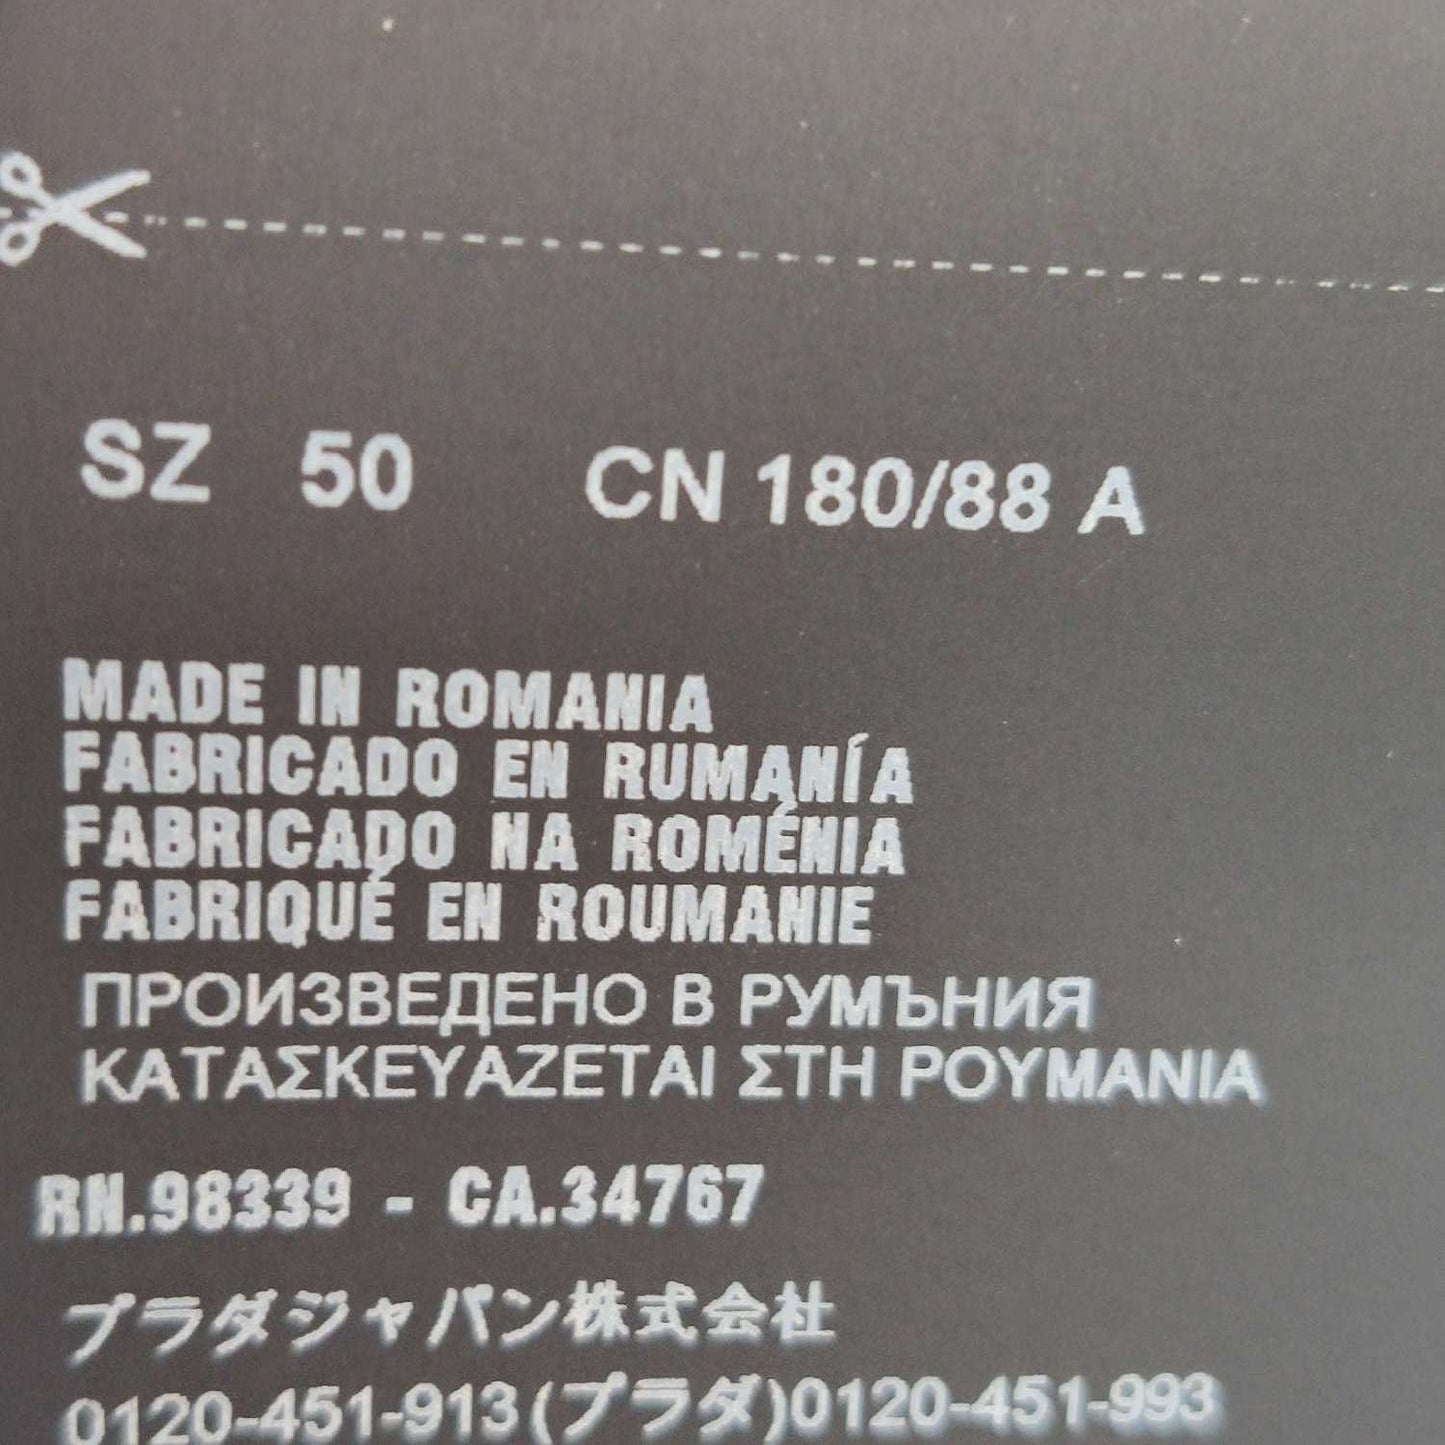 SZ 50 CN 180/88 A
MADE IN ROMANIA
FABRICADO EN RUMANÍA
FABRICADO NA ROMÉNIA
FABRIQUÉ EN ROUMANIE
ПРОИЗВЕДЕНО В РУМЪНИЯ
ΚΑΤΑΣΚΕΥΑΖΕΤΑΙ ΣΤΗ ΡΟΥΜΑΝΙΑ
RN.98339 - CA.34767
プラダジャパン株式会社
0120-451-913(プラダ)0120-451-993